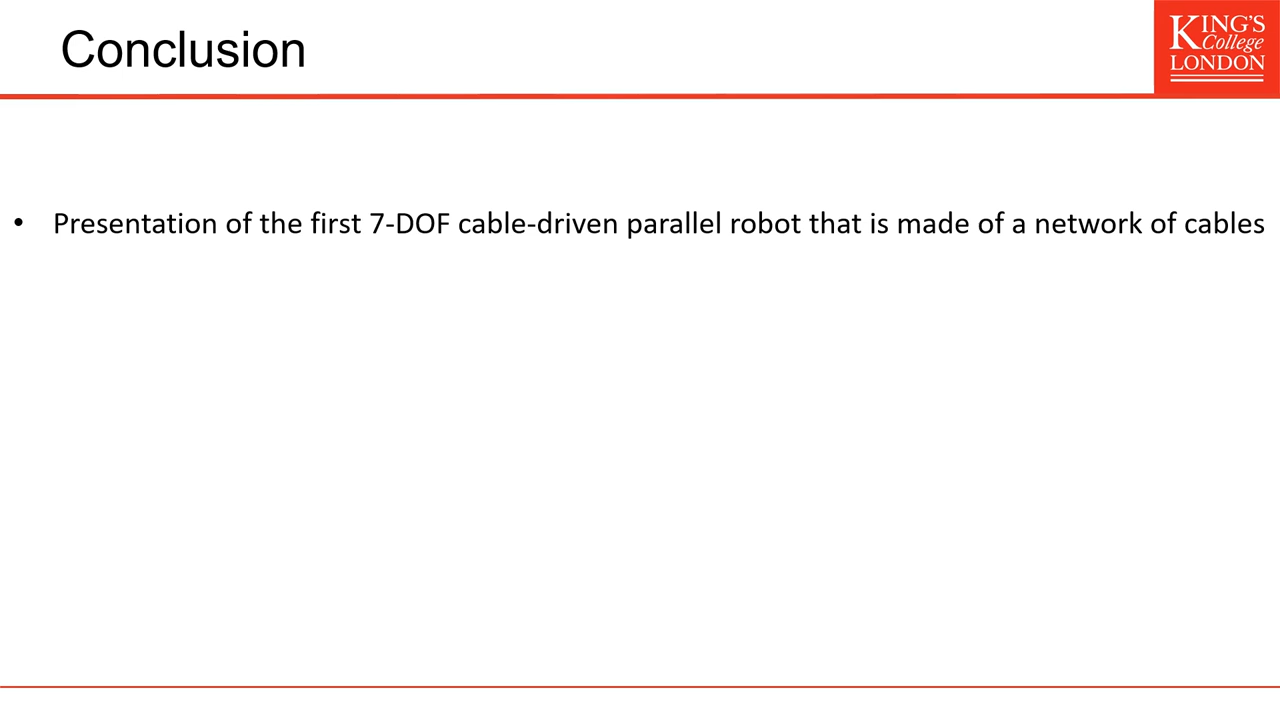 Conclusion
KING'S
College
LONDON
• Presentation of the first 7-DOF cable-driven parallel robot that is made of a network of cables